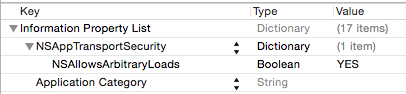 Key Type Value
Information Property List Dictionary (17 items)
NSAppTransportSecurity Dictionary (1 item)
NSAllowsArbitraryLoads Boolean YES
Application Category String